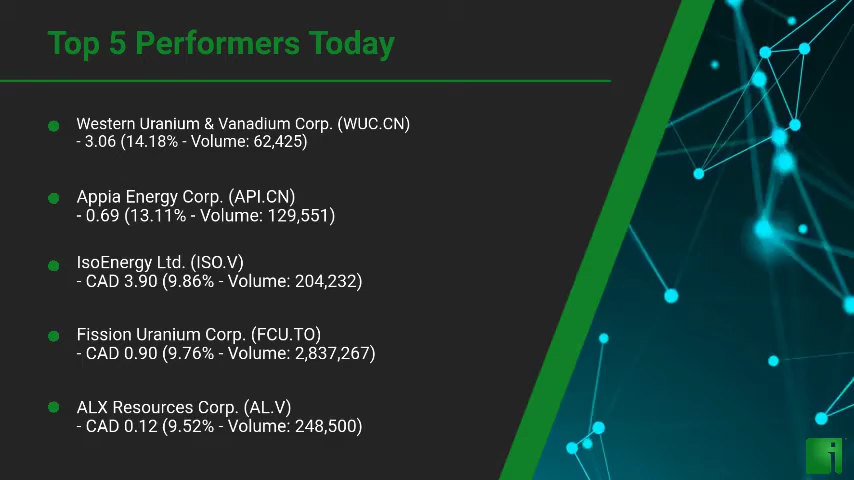 Top 5 Performers Today
Western Uranium & Vanadium Corp. (WUC.CN)
- 3.06 (14.18% - Volume: 62,425)
Appia Energy Corp. (API.CN)
- 0.69 (13.11% - Volume: 129,551)
IsoEnergy Ltd. (ISO.V)
- CAD 3.90 (9.86% - Volume: 204,232)
Fission Uranium Corp. (FCU.TO)
- CAD 0.90 (9.76% - Volume: 2,837,267)
ALX Resources Corp. (AL.V)
- CAD 0.12 (9.52% - Volume: 248,500)
i